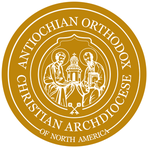 ANTIOCHIAN ORTHODOX
CHRISTIAN ARCHDIOCESE
OF NORTH AMERICA